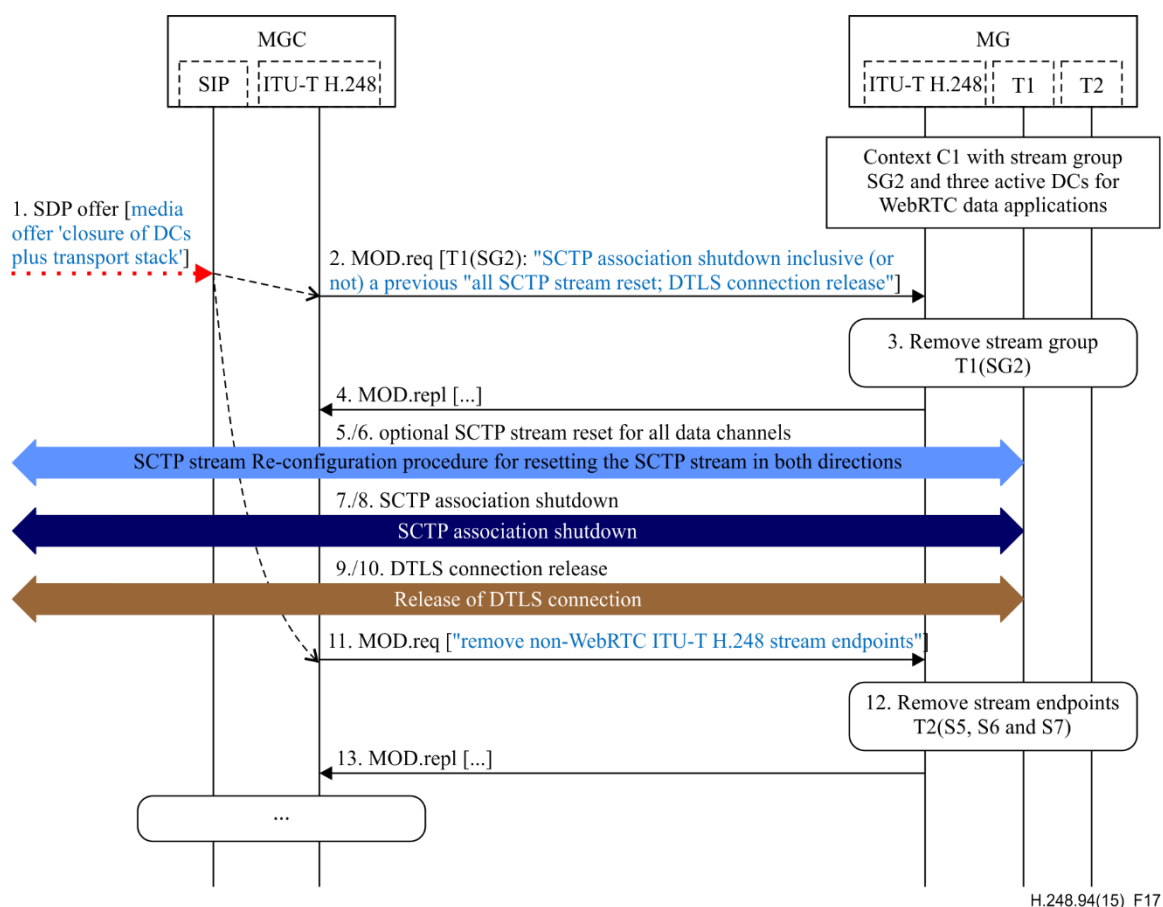 MGC
MG
SIP
ITU-T H.248
ITU-T H.248
T1
T2
Context C1 with stream group
SG2 and three active DCs for
WebRTC data applications
1. SDP offer [media
offer 'closure of DCs
plus transport stack']
2. MOD.req [T1(SG2): "SCTP association shutdown inclusive (or
not) a previous "all SCTP stream reset; DTLS connection release"]
3. Remove stream group
T1(SG2)
4. MOD.repl [...]
5./6. optional SCTP stream reset for all data channels
SCTP stream Re-configuration procedure for resetting the SCTP stream in both directions
7./8. SCTP association shutdown
SCTP association shutdown
9./10. DTLS connection release
Release of DTLS connection
11. MOD.req ["remove non-WebRTC ITU-T H.248 stream endpoints"]
12. Remove stream endpoints
T2(S5, S6 and S7)
13. MOD.repl [...]
...
H.248.94(15)_F17